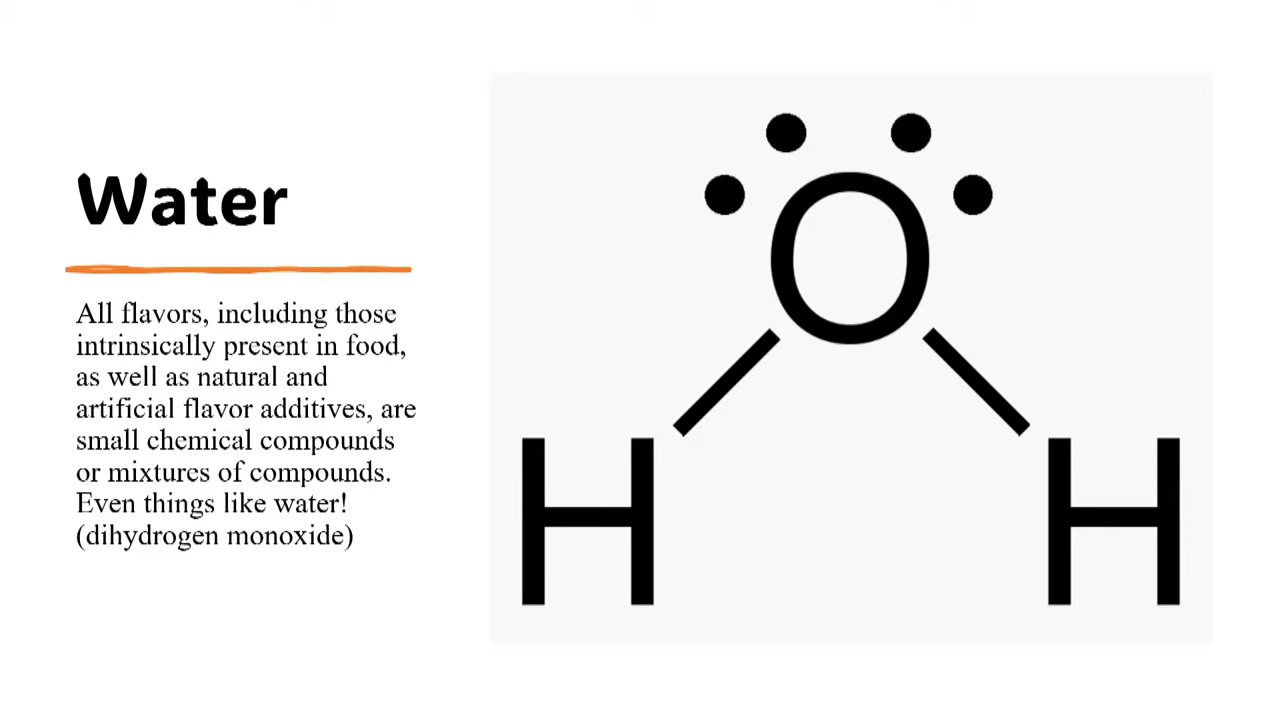 Water
All flavors, including those
intrinsically present in food,
as well as natural and
artificial flavor additives, are
small chemical compounds
or mixtures of compounds.
Even things like water!
(dihydrogen monoxide)
O
H H